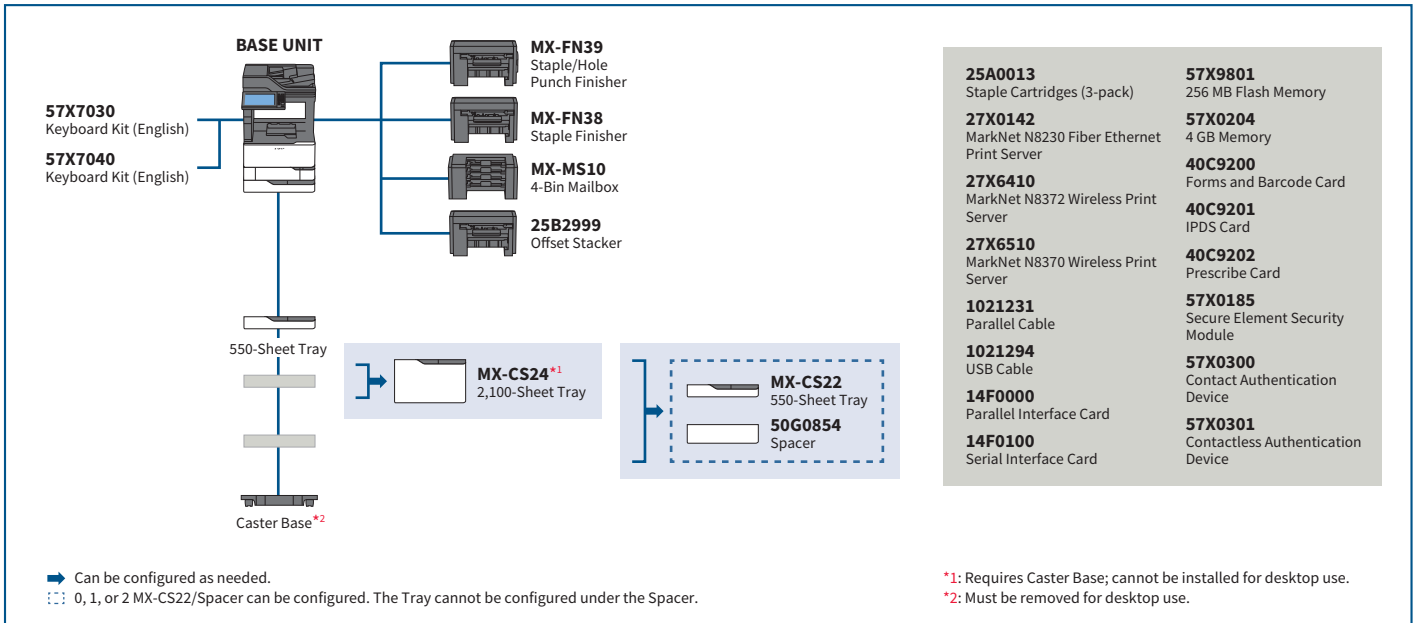 BASE UNIT
57X7030
Keyboard Kit (English)
57X7040
Keyboard Kit (English)
MX-FN39
Staple/Hole
Punch Finisher
MX-FN38
Staple Finisher
MX-MS10
4-Bin Mailbox
25B2999
Offset Stacker
550-Sheet Tray
Caster Base*2
MX-CS24*1
2,100-Sheet Tray
MX-CS22
550-Sheet Tray
50G0854
Spacer
25A0013
Staple Cartridges (3-pack)
27X0142
MarkNet N8230 Fiber Ethernet
Print Server
27X6410
MarkNet N8372 Wireless Print
Server
27X6510
MarkNet N8370 Wireless Print
Server
1021231
Parallel Cable
1021294
USB Cable
14F0000
Parallel Interface Card
14F0100
Serial Interface Card
57X9801
256 MB Flash Memory
57X0204
4 GB Memory
40C9200
Forms and Barcode Card
40C9201
IPDS Card
40C9202
Prescribe Card
57X0185
Secure Element Security
Module
57X0300
Contact Authentication
Device
57X0301
Contactless Authentication
Device
Can be configured as needed.
0, 1, or 2 MX-CS22/Spacer can be configured. The Tray cannot be configured under the Spacer.
*1: Requires Caster Base; cannot be installed for desktop use.
*2: Must be removed for desktop use.